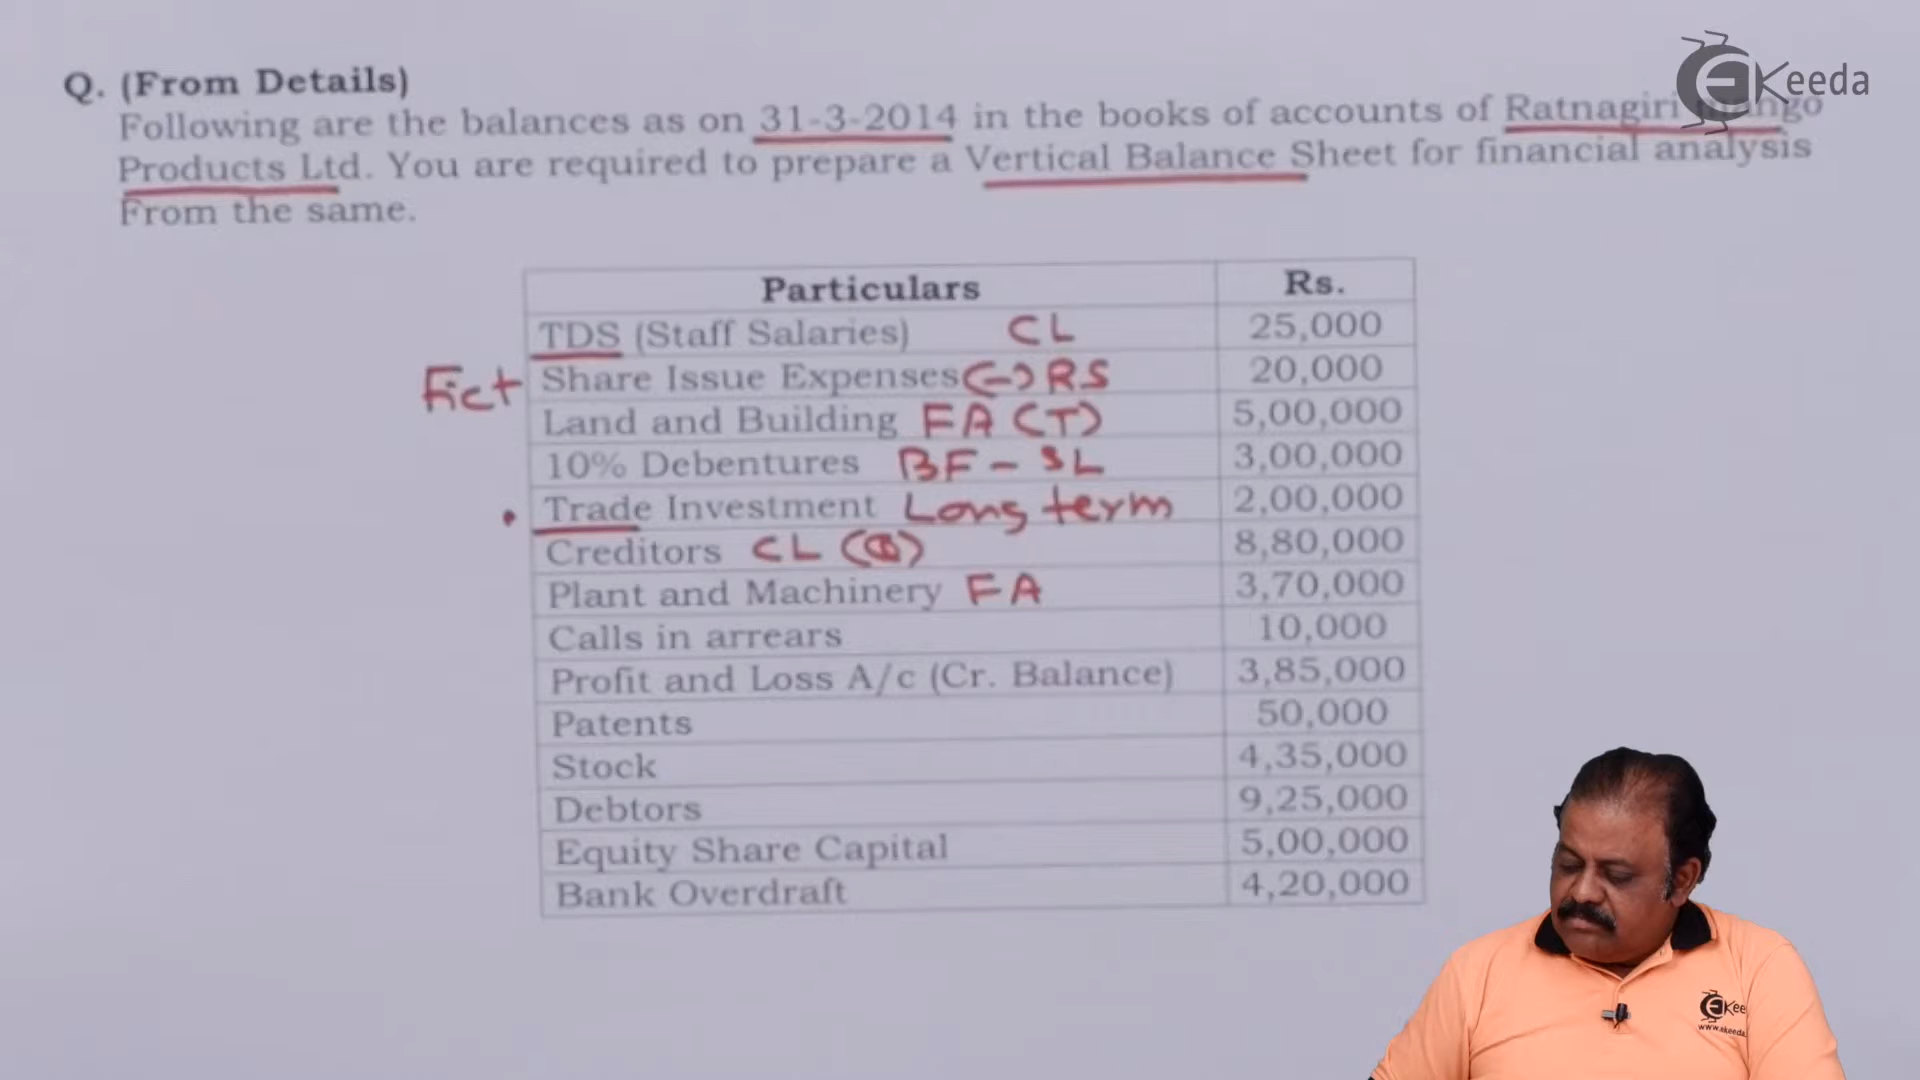 Keeda
Q. (From Details)
Following are the balances as on 31-3-2014 in the books of accounts of Ratnagiri mango
Products Ltd. You are required to prepare a Vertical Balance Sheet for financial analysis
From the same.
Particulars Rs.
TDS (Staff Salaries) CL 25,000
Fict Share Issue Expenses (-) RS 20,000
Land and Building FA (T) 5,00,000
10% Debentures BF - SL 3,00,000
Trade Investment Long term 2,00,000
Creditors CL 8,80,000
Plant and Machinery FA 3,70,000
Calls in arrears 10,000
Profit and Loss A/c (Cr. Balance) 3,85,000
Patents 50,000
Stock 4,35,000
Debtors 9,25,000
Equity Share Capital 5,00,000
Bank Overdraft 4,20,000